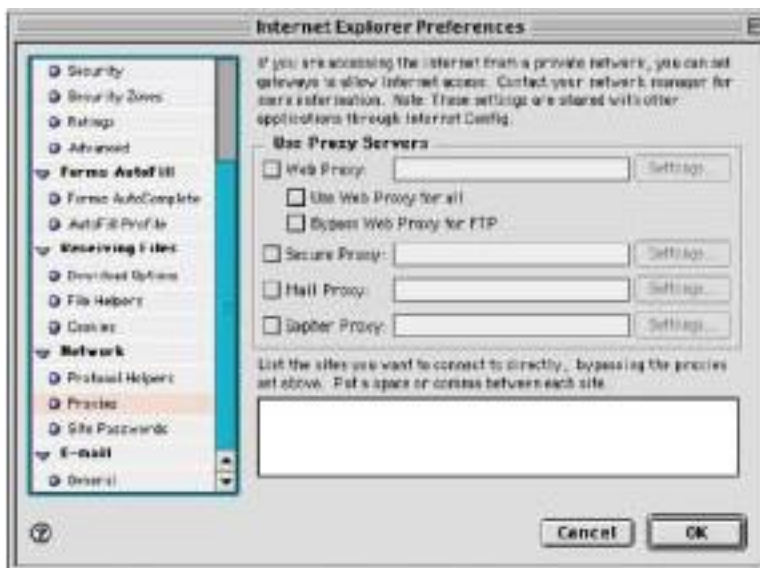 Internet Explorer Preferences
Security
Security Zones
Ratings
Advanced
Forms AutoFill
Forms AutoComplete
AutoFill Profile
Receiving Files
Download Options
File Helpers
Cookies
Network
Protocol Helpers
Proxies
Site Passwords
E-mail
General
If you are accessing the Internet from a private network, you can set
gateways to allow Internet access. Contact your network manager for
more information. Note: These settings are shared with other
applications through Internet Config.
Use Proxy Servers
Web Proxy:
Settings...
Use Web Proxy for all
Bypass Web Proxy for FTP
Secure Proxy:
Settings...
Mail Proxy:
Settings...
Gopher Proxy:
Settings...
List the sites you want to connect to directly, bypassing the proxies
set above. Put a space or comma between each site.
?
Cancel
OK